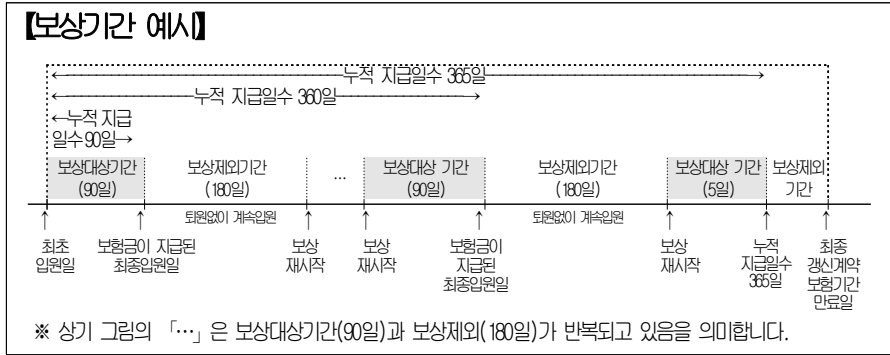 【보상기간 예시】
누적 지급일수 365일
누적 지급일수 360일
누적 지급
일수 90일
보상대상기간
(90일)
보상제외기간
(180일)
...
보상대상 기간
(90일)
보상제외기간
(180일)
보상대상 기간
(5일)
보상제외
기간
퇴원없이 계속입원
퇴원없이 계속입원
최초
입원일
보험금이 지급된
최종입원일
보상
재시작
보상
재시작
보험금이
지급된
최종입원일
보상
재시작
누적
지급일수
365일
최종
갱신계약
보험기간
만료일
※ 상기 그림의 「…」은 보상대상기간(90일)과 보상제외(180일)가 반복되고 있음을 의미합니다.